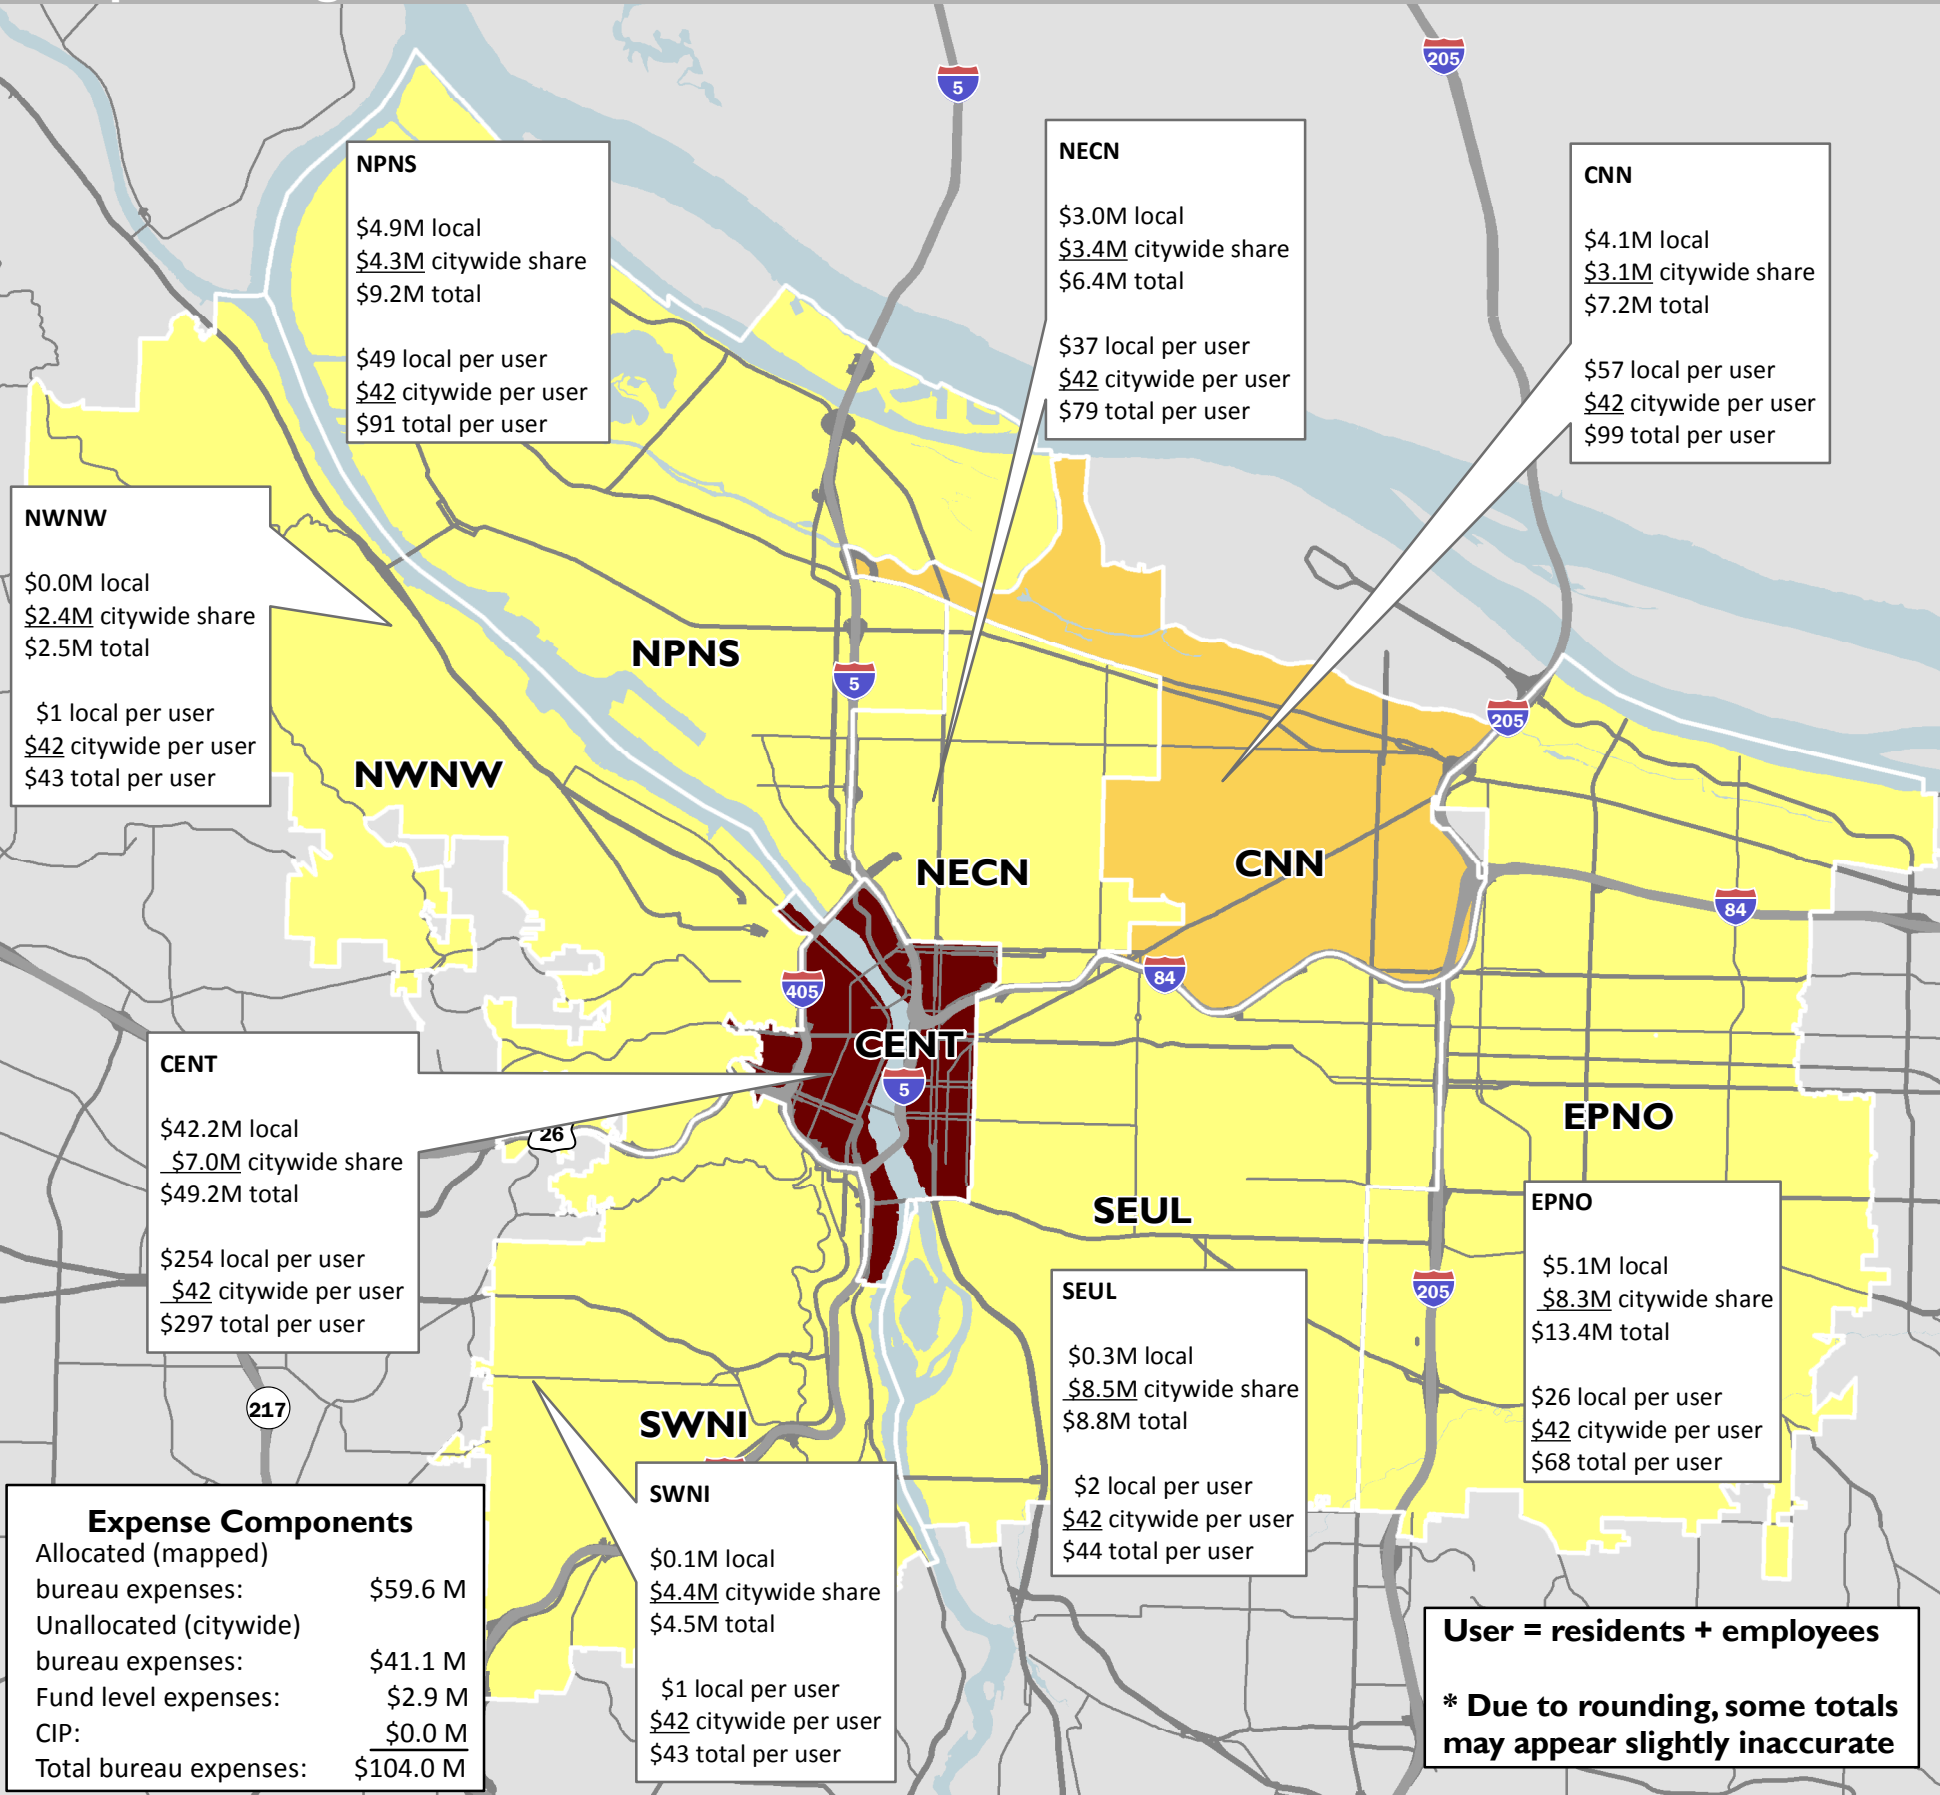 5
205
NPNS
$4.9M local
$4.3M citywide share
$9.2M total
$49 local per user
$42 citywide per user
$91 total per user
NECN
$3.0M local
$3.4M citywide share
$6.4M total
$37 local per user
$42 citywide per user
$79 total per user
CNN
$4.1M local
$3.1M citywide share
$7.2M total
$57 local per user
$42 citywide per user
$99 total per user
NWNW
$0.0M local
$2.4M citywide share
$2.5M total
$1 local per user
$42 citywide per user
$43 total per user
NPNS
5
205
NWNW
NECN
CNN
84
405
84
CENT
5
EPNO
26
SEUL
205
217
SWNI
CENT
$42.2M local
$7.0M citywide share
$49.2M total
$254 local per user
$42 citywide per user
$297 total per user
EPNO
$5.1M local
$8.3M citywide share
$13.4M total
$26 local per user
$42 citywide per user
$68 total per user
SEUL
$0.3M local
$8.5M citywide share
$8.8M total
$2 local per user
$42 citywide per user
$44 total per user
SWNI
$0.1M local
$4.4M citywide share
$4.5M total
$1 local per user
$42 citywide per user
$43 total per user
Expense Components
Allocated (mapped)
bureau expenses: $59.6 M
Unallocated (citywide)
bureau expenses: $41.1 M
Fund level expenses: $2.9 M
CIP: $0.0 M
Total bureau expenses: $104.0 M
User = residents + employees
* Due to rounding, some totals
may appear slightly inaccurate